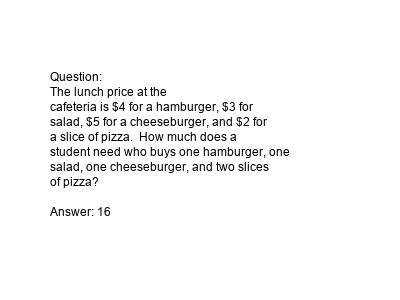 Question:
The lunch price at the
cafeteria is $4 for a hamburger, $3 for
salad, $5 for a cheeseburger, and $2 for
a slice of pizza.  How much does a
student need who buys one hamburger, one
salad, one cheeseburger, and two slices
of pizza?
Answer: 16